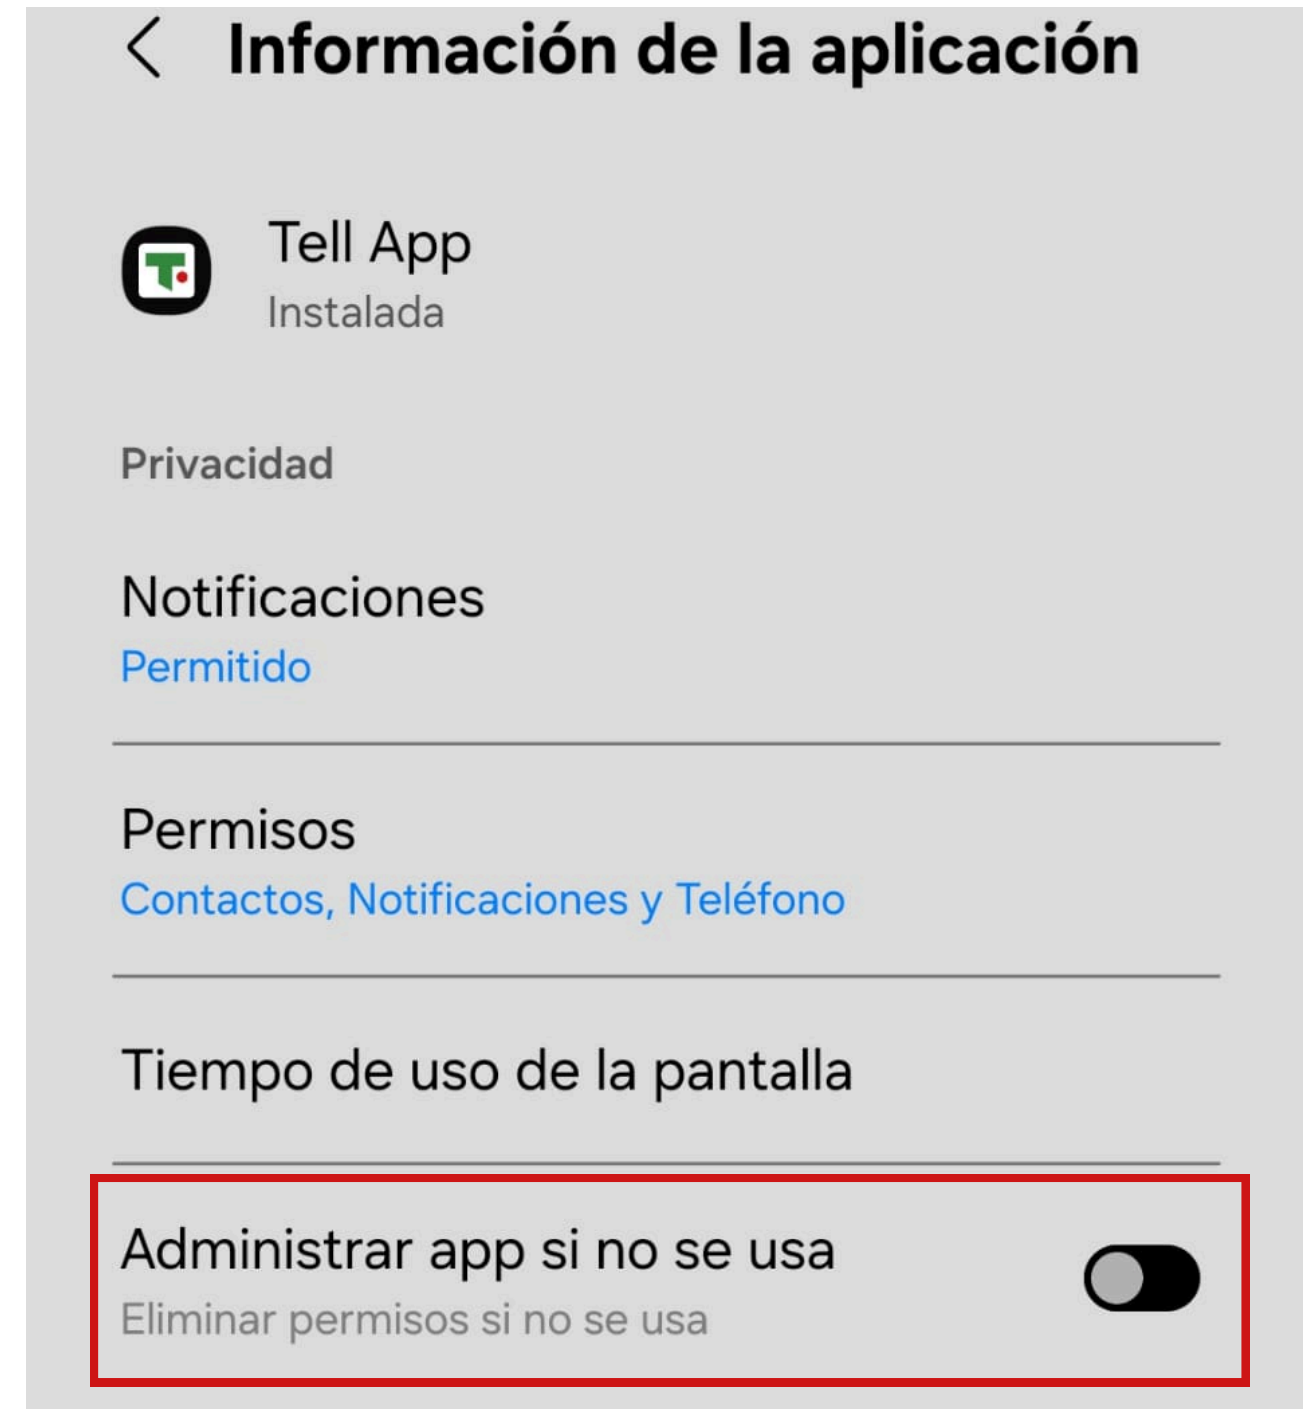 Información de la aplicación
Tell App
Instalada
Privacidad
Notificaciones
Permitido
Permisos
Contactos, Notificaciones y Teléfono
Tiempo de uso de la pantalla
Administrar app si no se usa
Eliminar permisos si no se usa